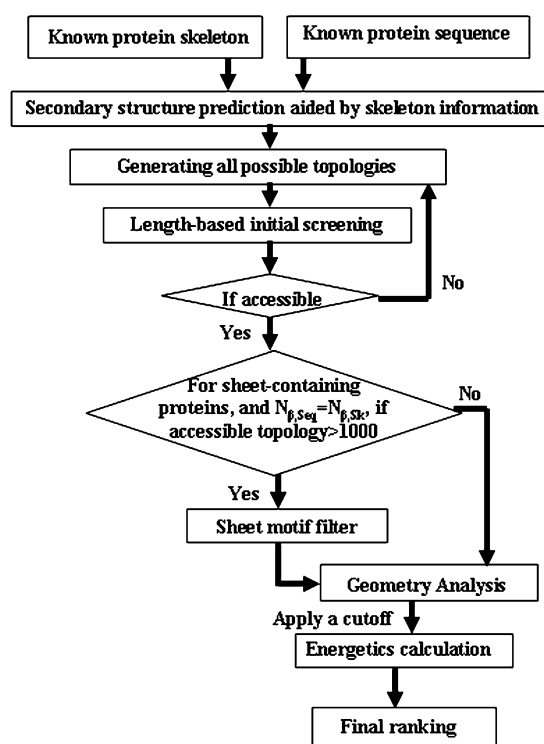 Known protein skeleton
Known protein sequence
Secondary structure prediction aided by skeleton information
Generating all possible topologies
Length-based initial screening
If accessible
No
Yes
For sheet-containing
proteins, and Nβ,Seq=Nβ,Sk, if
accessible topology>1000
No
Yes
Sheet motif filter
Geometry Analysis
Apply a cutoff
Energetics calculation
Final ranking